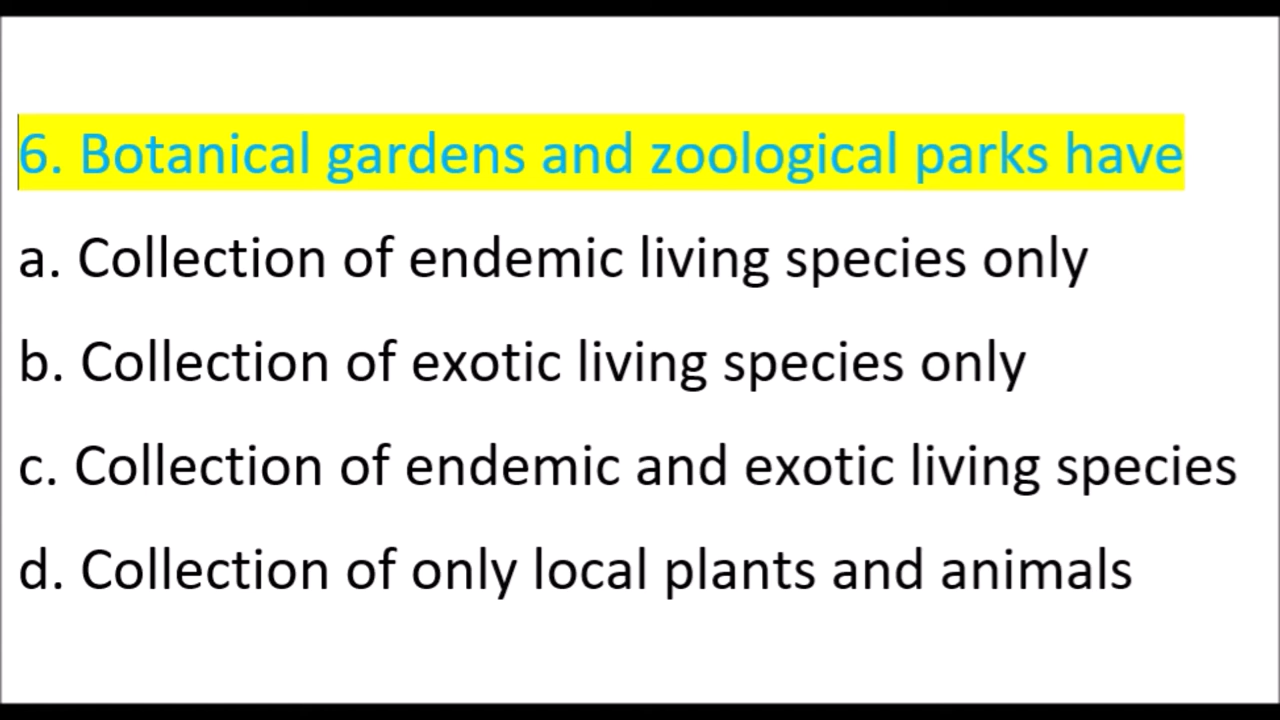 6. Botanical gardens and zoological parks have
a. Collection of endemic living species only
b. Collection of exotic living species only
c. Collection of endemic and exotic living species
d. Collection of only local plants and animals